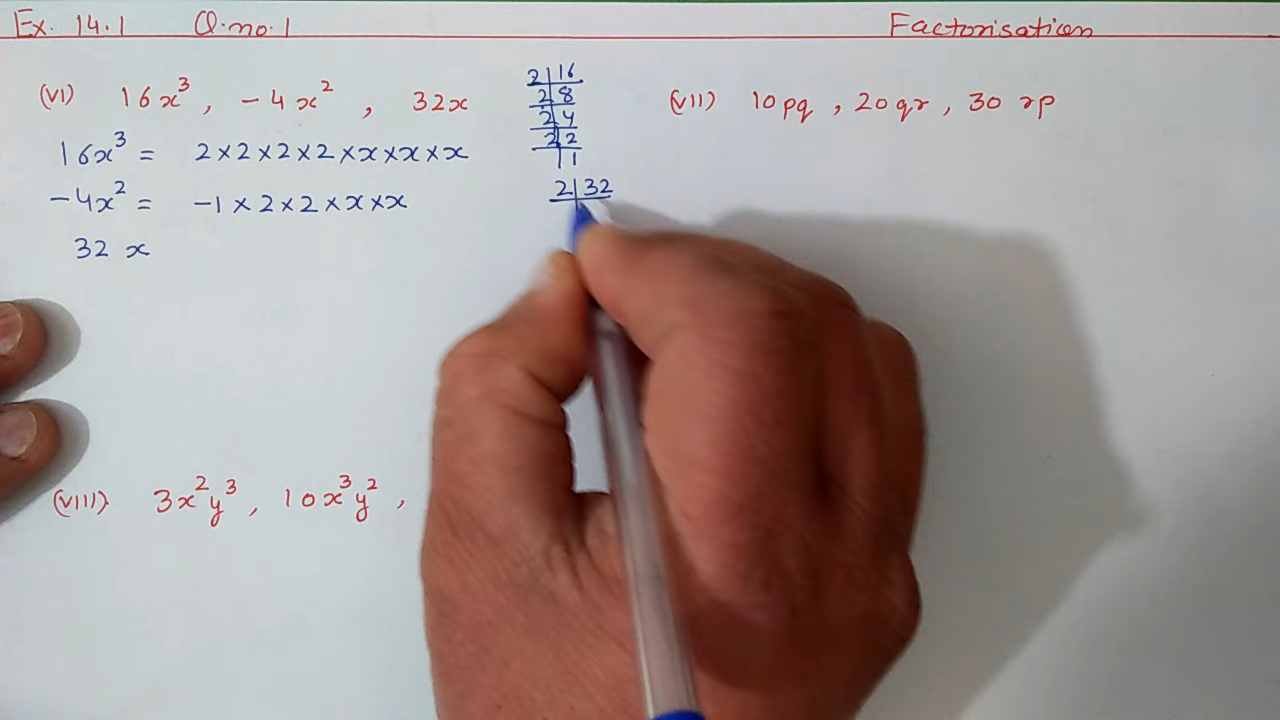 Ex. 14.1 Q.no.1 Factorisation
(VI) 16x³, -4x², 32x
16x³ = 2×2×2×2×x×x×x
-4x² = -1×2×2×x×x
32 x
2|16
2|8
2|4
2|2
|1
2|32
(VII) 10pq, 20qr, 30 rp
(VIII). 3x²y³, 10x³y²,